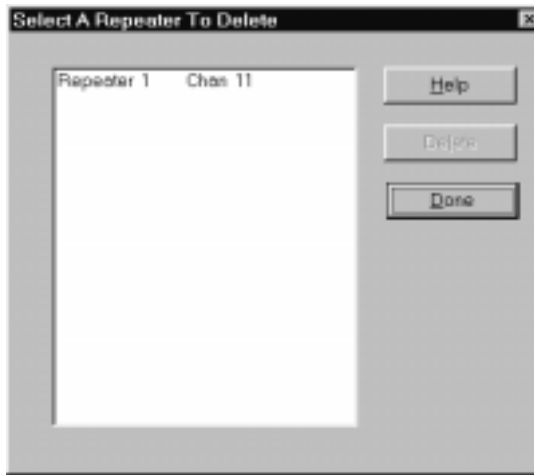 Select A Repeater To Delete
Repeater 1 Chan 11
Help
Delete
Done